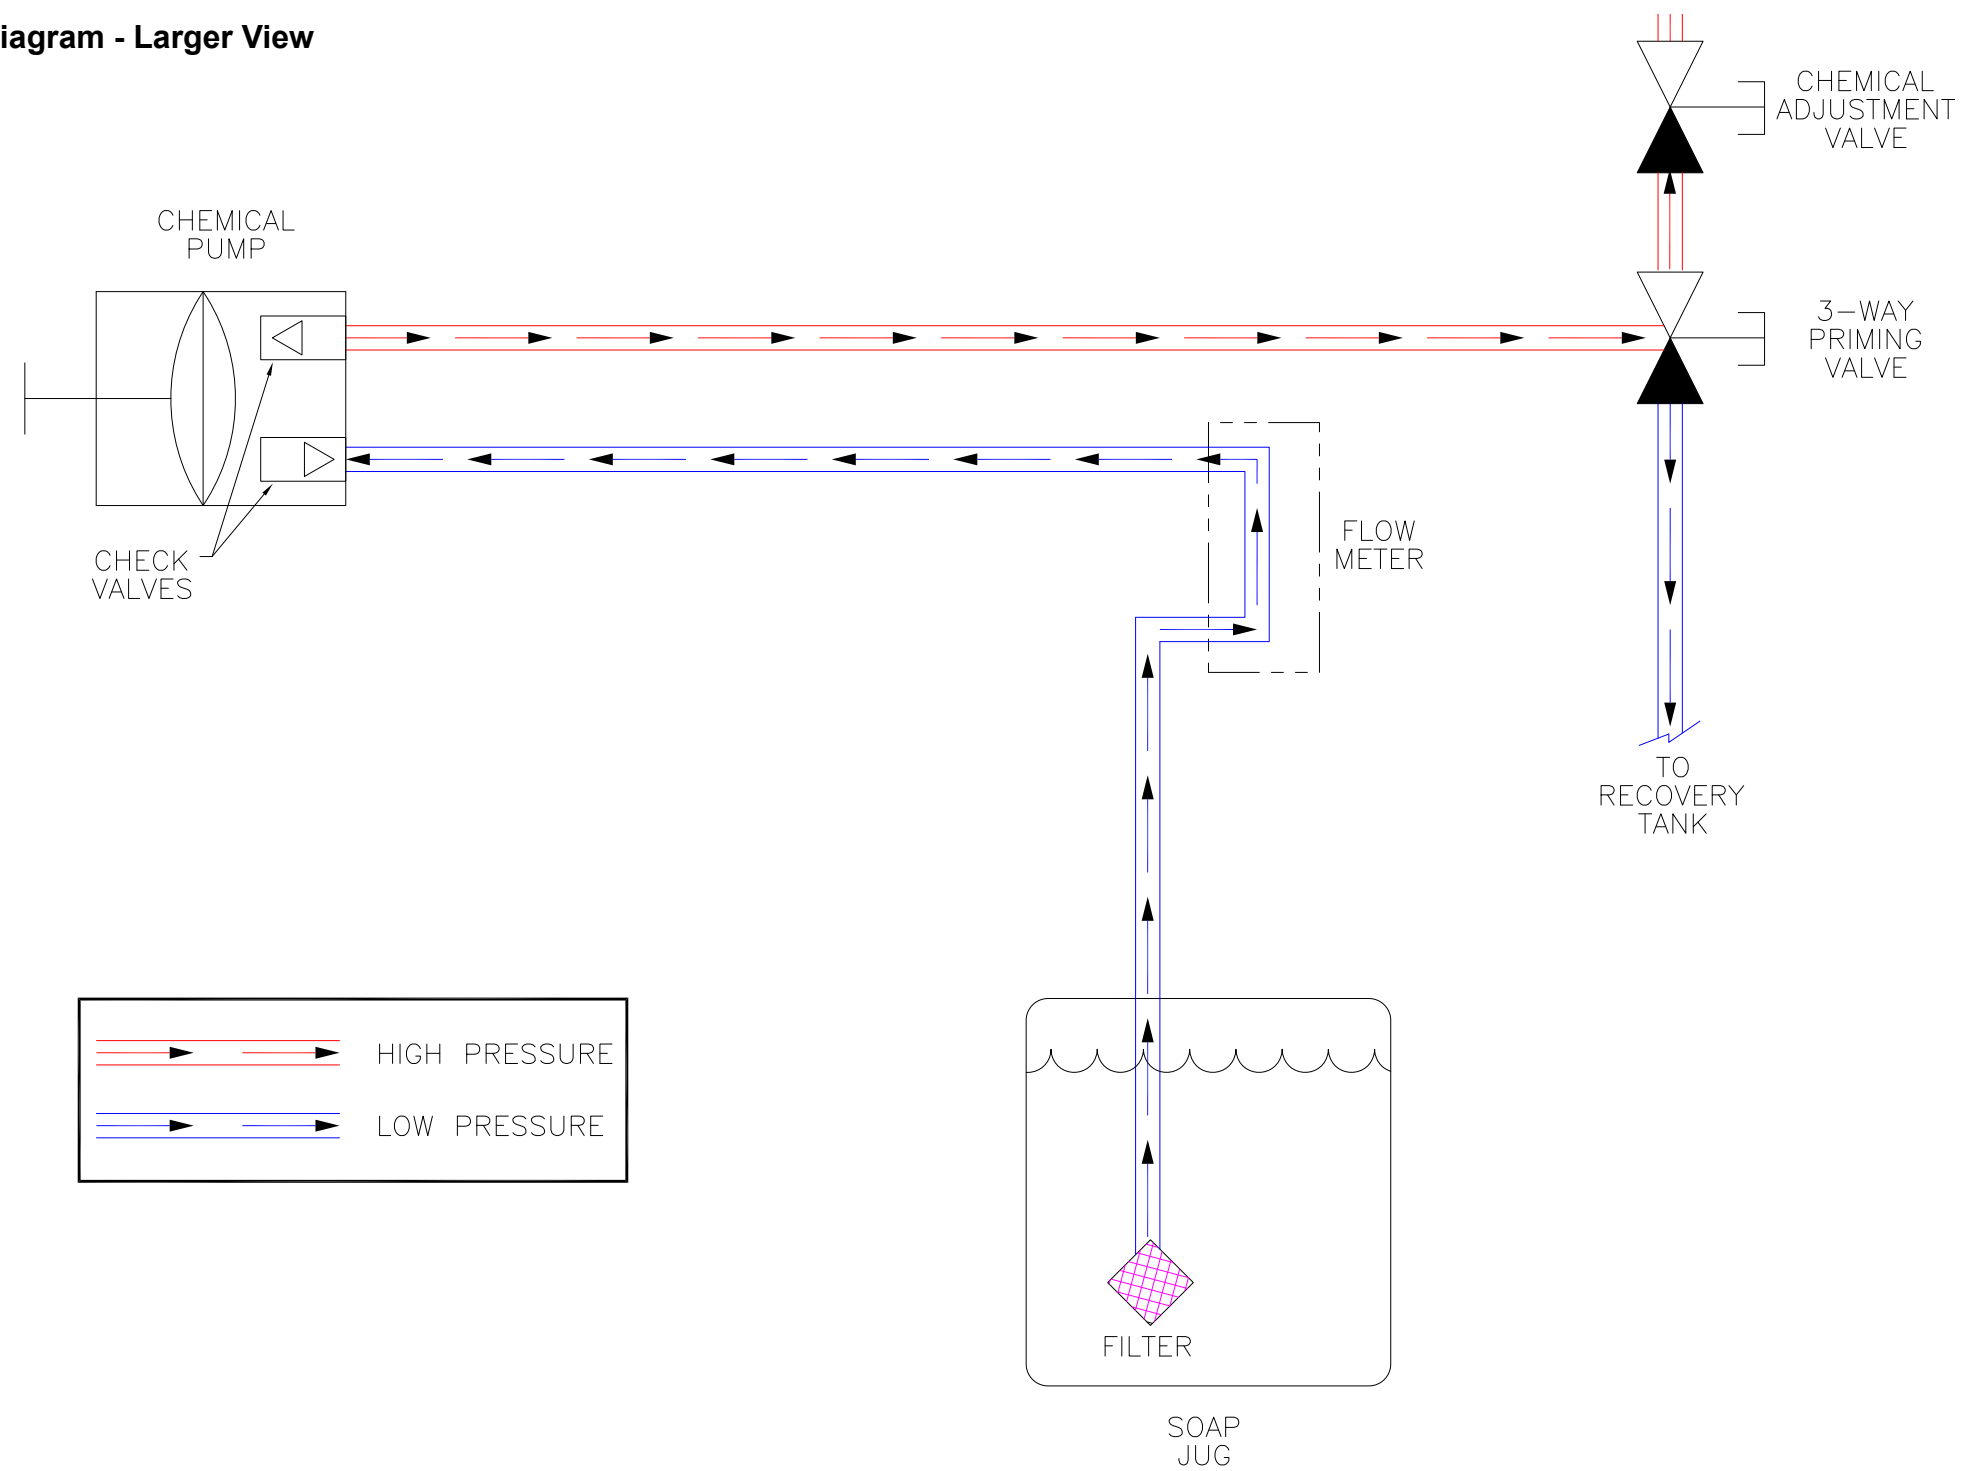 iagram - Larger View
CHEMICAL
ADJUSTMENT
VALVE
CHEMICAL
PUMP
3-WAY
PRIMING
VALVE
FLOW
METER
CHECK
VALVES
TO
RECOVERY
TANK
HIGH PRESSURE
LOW PRESSURE
FILTER
SOAP
JUG